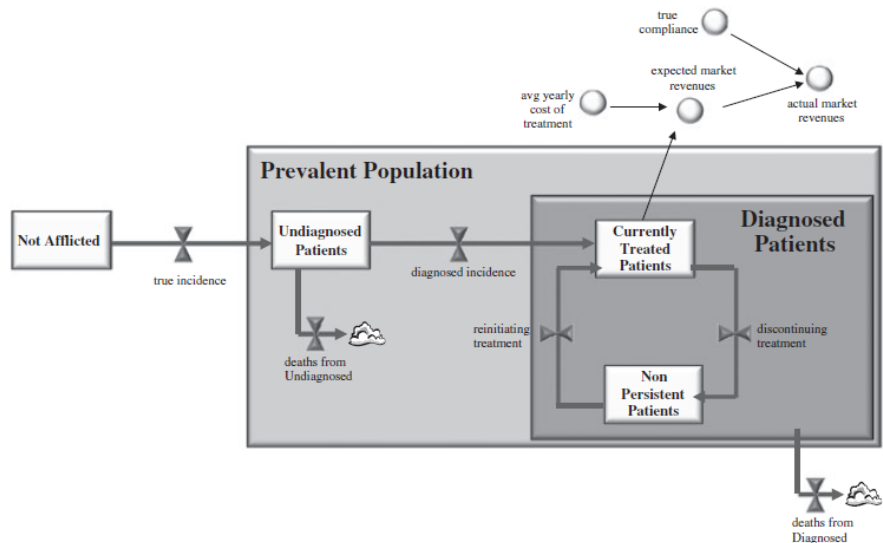 true
compliance
expected market
revenues
avg yearly
cost of
treatment
actual market
revenues
Prevalent Population
Diagnosed
Patients
Not Afflicted
Undiagnosed
Patients
Currently
Treated
Patients
true incidence
diagnosed incidence
reinitiating
treatment
discontinuing
treatment
deaths from
Undiagnosed
Non
Persistent
Patients
deaths from
Diagnosed